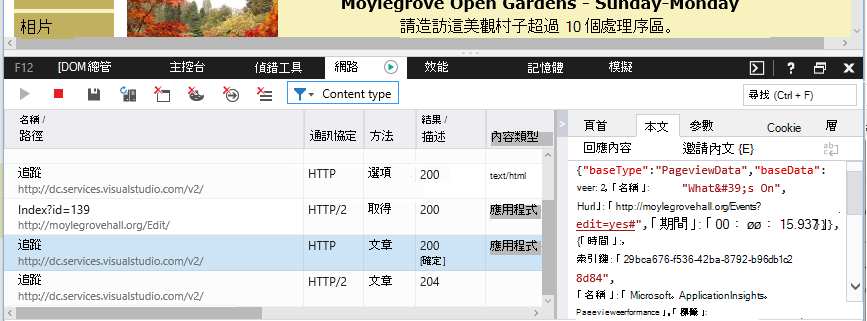 相片
Moylegrove Open Gardens - Sunday-Monday
請造訪這美觀村子超過 10 個處理序區。
F12 [DOM總管 主控台 偵錯工具 網路 效能 記憶體 模擬
Content type
尋找 (Ctrl + F)
名稱 / 路徑 通訊協定 方法 結果 / 描述 內容類型
追蹤 HTTP 選項 200 text/html
http://dc.services.visualstudio.com/v2/
Index?id=139 HTTP/2 取得 200 應用程式
http://moylegrovehall.org/Edit/
追蹤 HTTP 文章 200 應用程式
http://dc.services.visualstudio.com/v2/ [確定]
追蹤 HTTP/2 文章 204
http://dc.services.visualstudio.com/v2/
頁首 本文 參數 Cookie 層
回應內容 邀請內文 {E}
{"baseType":"PageviewData","baseData":
veer: 2,「名稱」: "What&#39;s On",
Hurl」:「http://moylegrovehall.org/Events?
edit=yes#",「期間」:「00： øø： 15.937}]},
{「時間」:,
索引鍵:「29bca676-f536-42ba-8792-b96db1c2
8d84",
「名稱」:「Microsoft。ApplicationInsights。